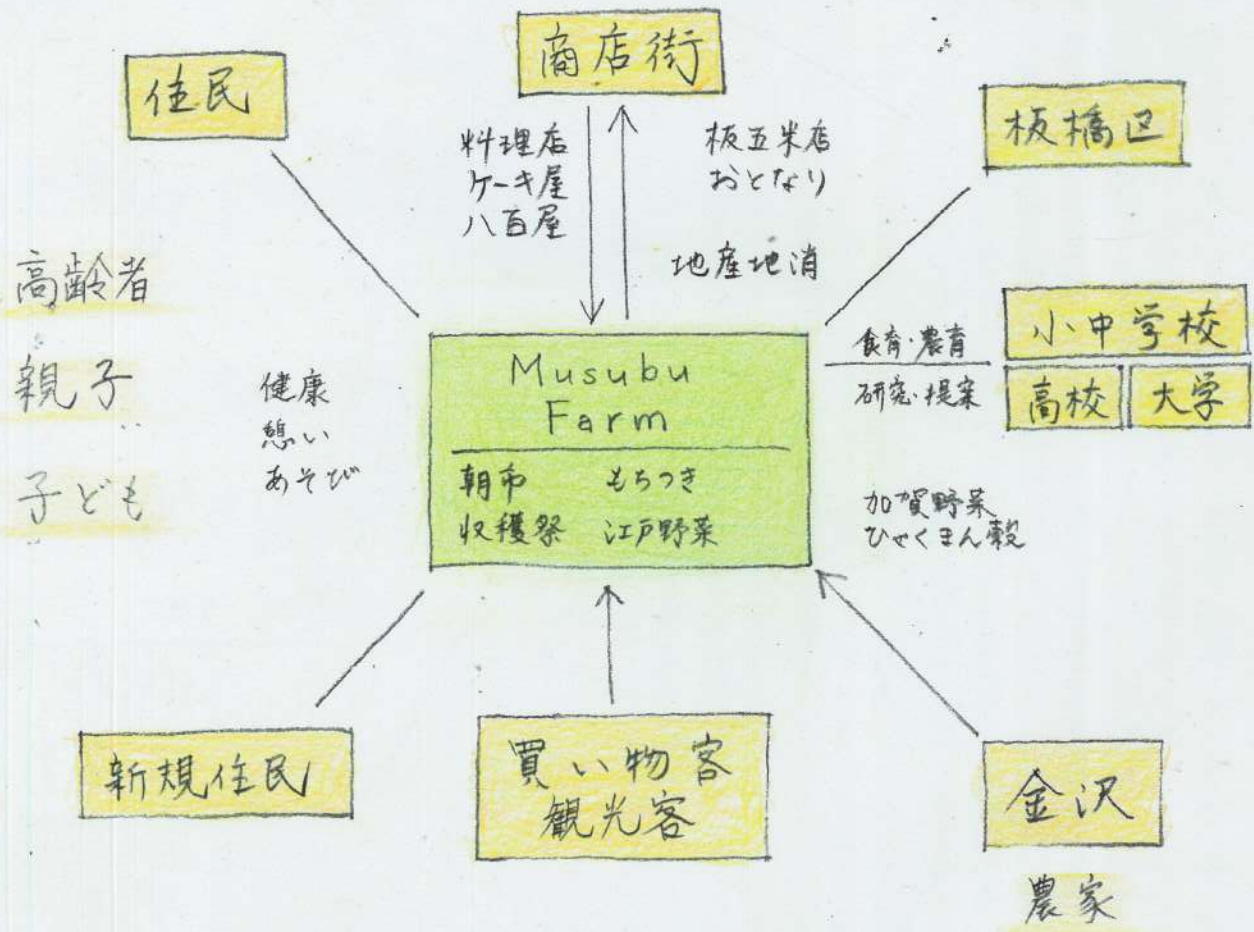 商店街
住民
板橋区
料理店
ケーキ屋
八百屋
板五米店
おとなり
地産地消
高齢者
親子
子ども
健康
憩い
あそび
Musubu
Farm
朝市 もちつき
収穫祭 江戸野菜
食育・農育
研究・提案
小中学校
高校 大学
加賀野菜
ひゃくまん穀
新規住民
買い物客
観光客
金沢
農家